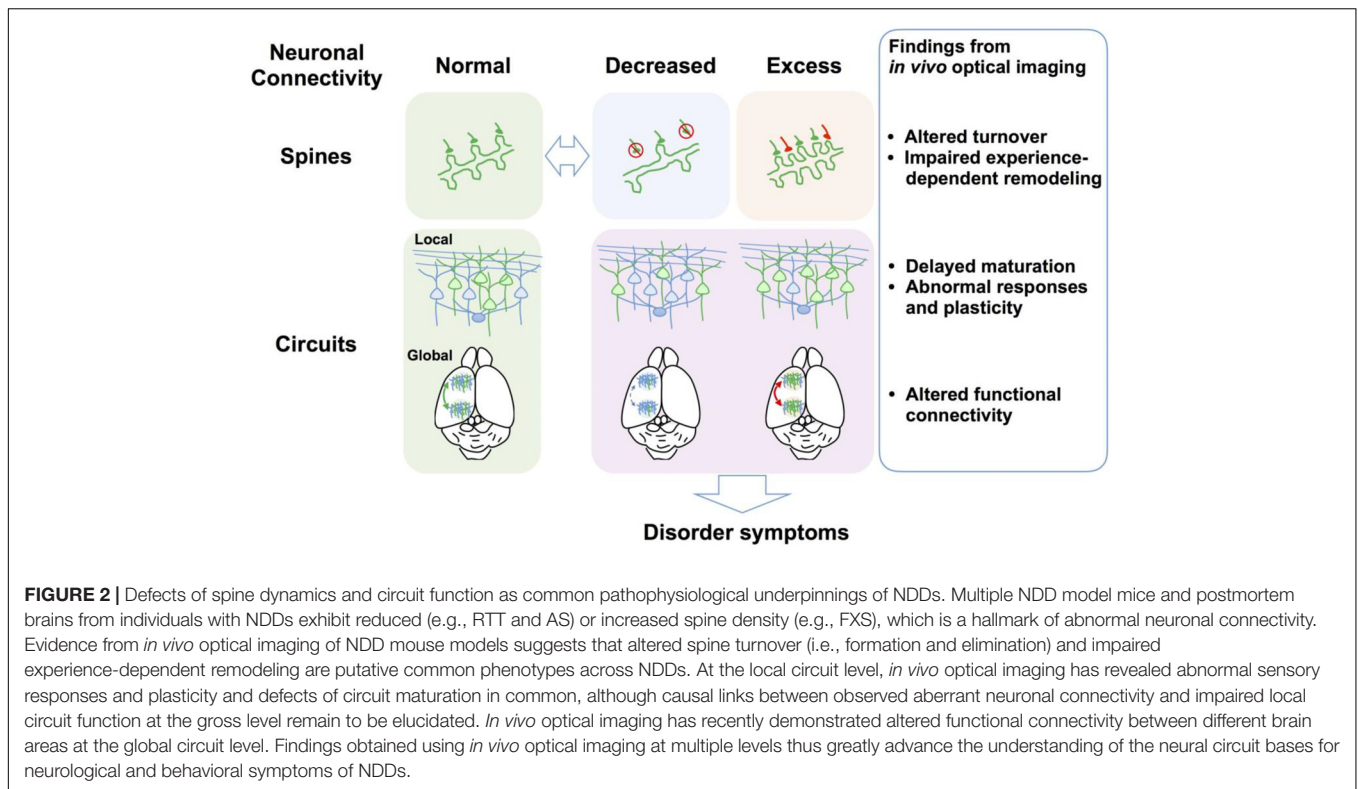 Neuronal
Connectivity
Normal
Decreased
Excess
Findings from
in vivo optical imaging
Spines
• Altered turnover
• Impaired experience-
dependent remodeling
Local
• Delayed maturation
• Abnormal responses
and plasticity
Circuits
Global
• Altered functional
connectivity
Disorder symptoms
FIGURE 2 | Defects of spine dynamics and circuit function as common pathophysiological underpinnings of NDDs. Multiple NDD model mice and postmortem
brains from individuals with NDDs exhibit reduced (e.g., RTT and AS) or increased spine density (e.g., FXS), which is a hallmark of abnormal neuronal connectivity.
Evidence from in vivo optical imaging of NDD mouse models suggests that altered spine turnover (i.e., formation and elimination) and impaired
experience-dependent remodeling are putative common phenotypes across NDDs. At the local circuit level, in vivo optical imaging has revealed abnormal sensory
responses and plasticity and defects of circuit maturation in common, although causal links between observed aberrant neuronal connectivity and impaired local
circuit function at the gross level remain to be elucidated. In vivo optical imaging has recently demonstrated altered functional connectivity between different brain
areas at the global circuit level. Findings obtained using in vivo optical imaging at multiple levels thus greatly advance the understanding of the neural circuit bases for
neurological and behavioral symptoms of NDDs.